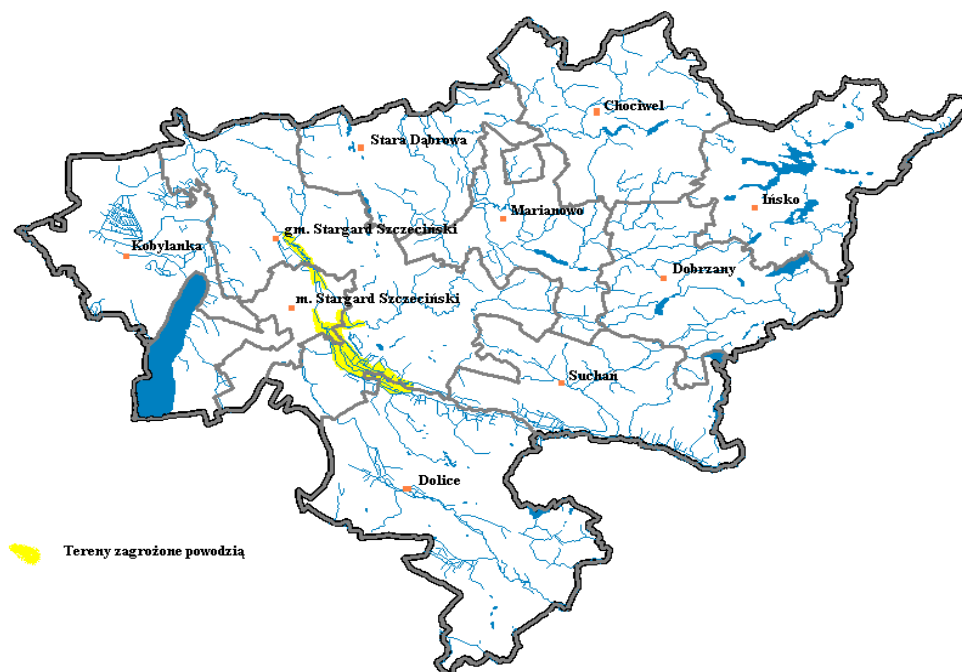 Chociwel
Stara Dąbrowa
Ińsko
Marianowo
gm. Stargard Szczeciński
Kobylanka
Dobrzany
m. Stargard Szczeciński
Suchań
Dolice
Tereny zagrożone powodzią